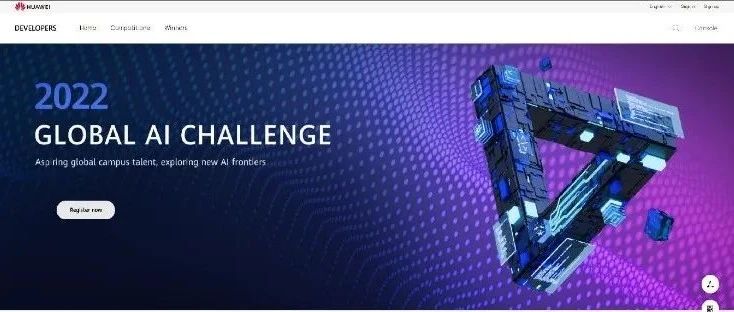 HUAWEI
English Sign in Sign up
DEVELOPERS Home Competitions Winners Console
2022
GLOBAL AI CHALLENGE
Aspiring global campus talent, exploring new AI frontiers
Register now